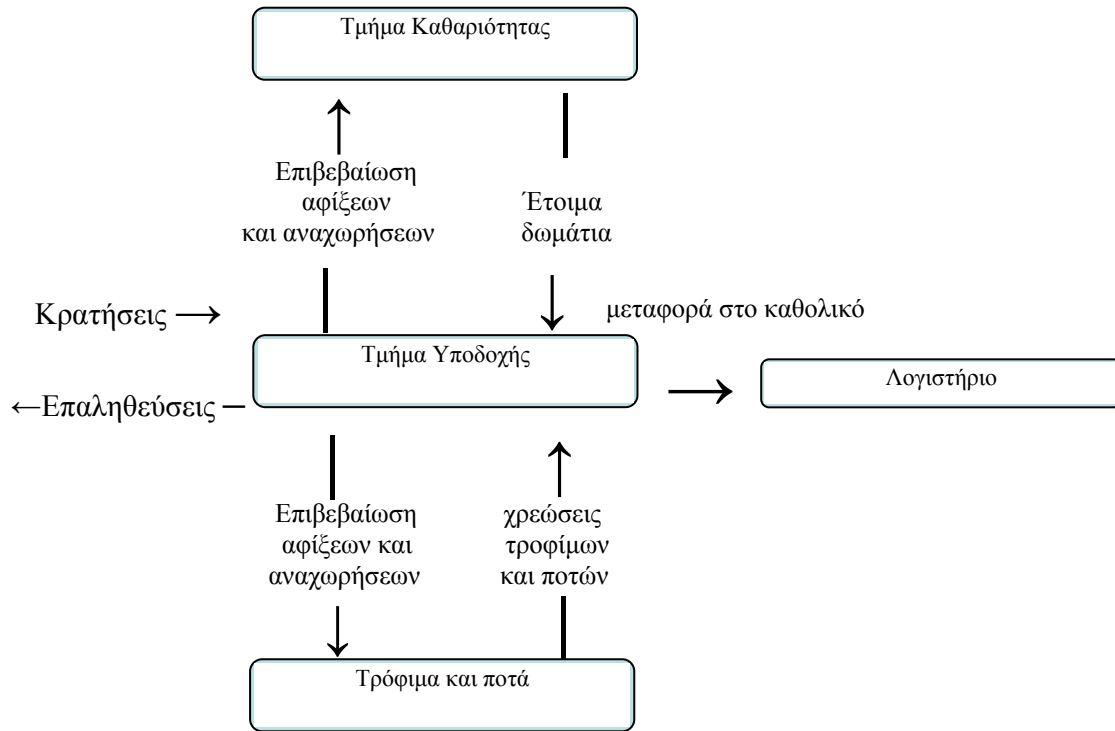 Τμήμα Καθαριότητας
Επιβεβαίωση
αφίξεων
και αναχωρήσεων
Έτοιμα
δωμάτια
Κρατήσεις →
μεταφορά στο καθολικό
Τμήμα Υποδοχής
Λογιστήριο
←Επαληθεύσεις –
Επιβεβαίωση
αφίξεων και
αναχωρήσεων
χρεώσεις
τροφίμων
και ποτών
Τρόφιμα και ποτά